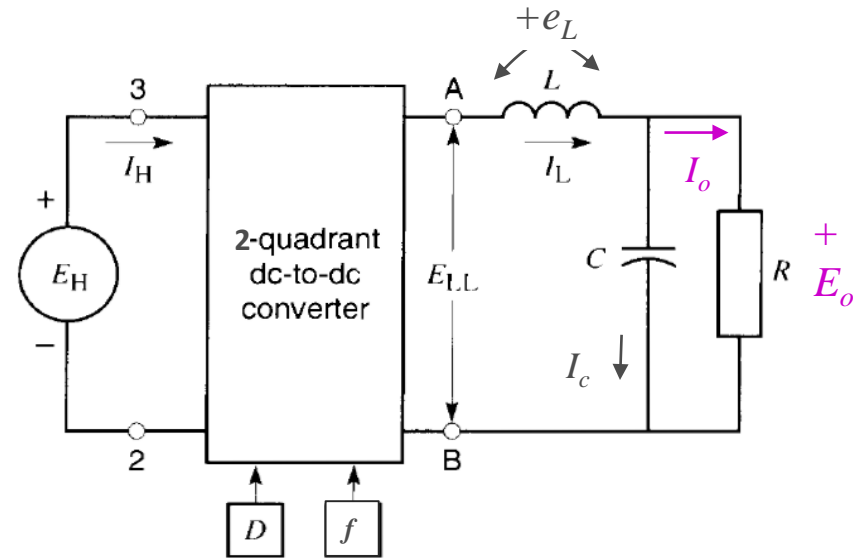 +e_L
3
A
L
I_H
I_L
I_o
+
E_H
−
2-quadrant
dc-to-dc
converter
E_LL
C
R
+
E_o
I_c
2
B
D
f